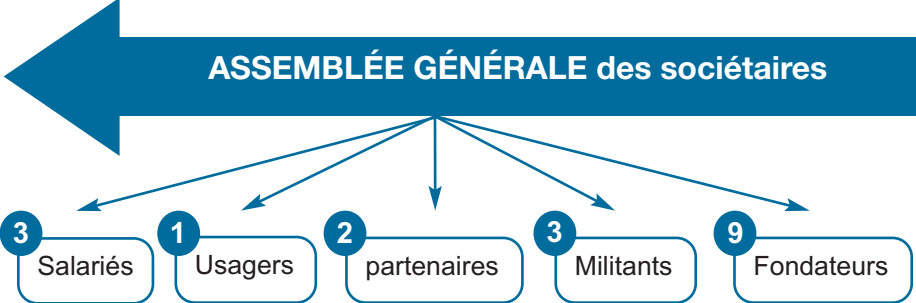 ASSEMBLÉE GÉNÉRALE des sociétaires
3 1 2 3 9
Salariés Usagers partenaires Militants Fondateurs